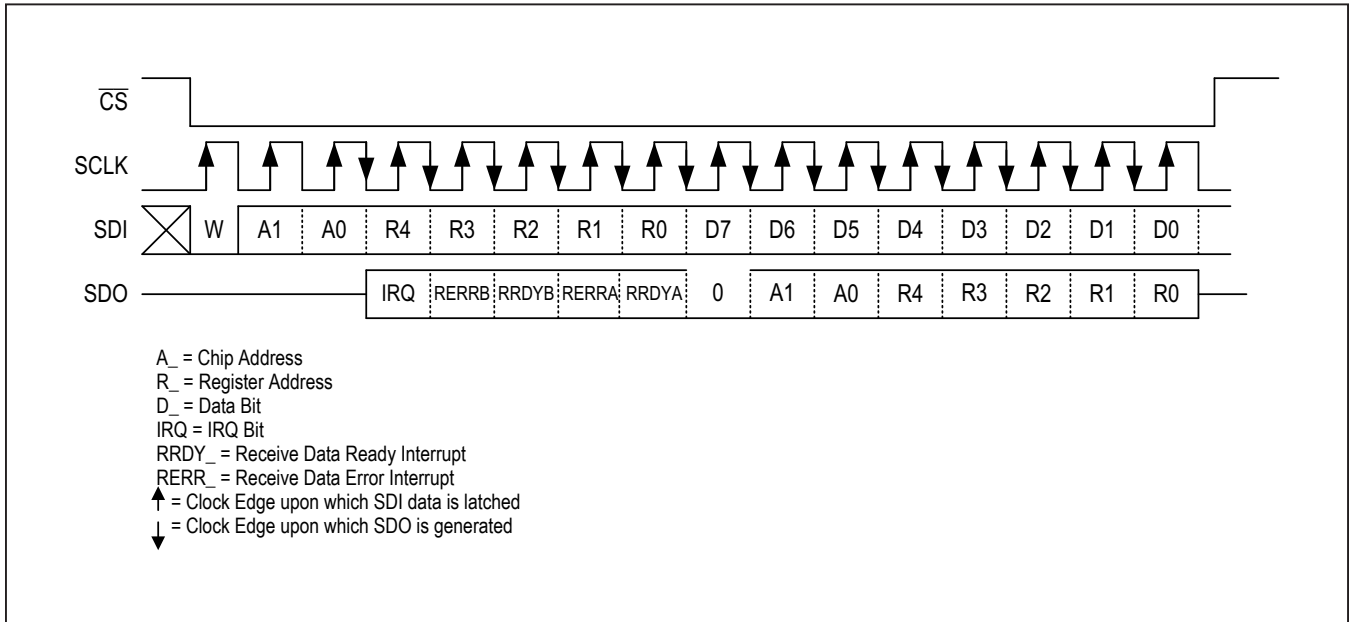 CS
SCLK
SDI W A1 A0 R4 R3 R2 R1 R0 D7 D6 D5 D4 D3 D2 D1 D0
SDO IRQ RERRB RRDYB RERRA RRDYA 0 A1 A0 R4 R3 R2 R1 R0
A_ = Chip Address
R_ = Register Address
D_ = Data Bit
IRQ = IRQ Bit
RRDY_ = Receive Data Ready Interrupt
RERR_ = Receive Data Error Interrupt
= Clock Edge upon which SDI data is latched
= Clock Edge upon which SDO is generated